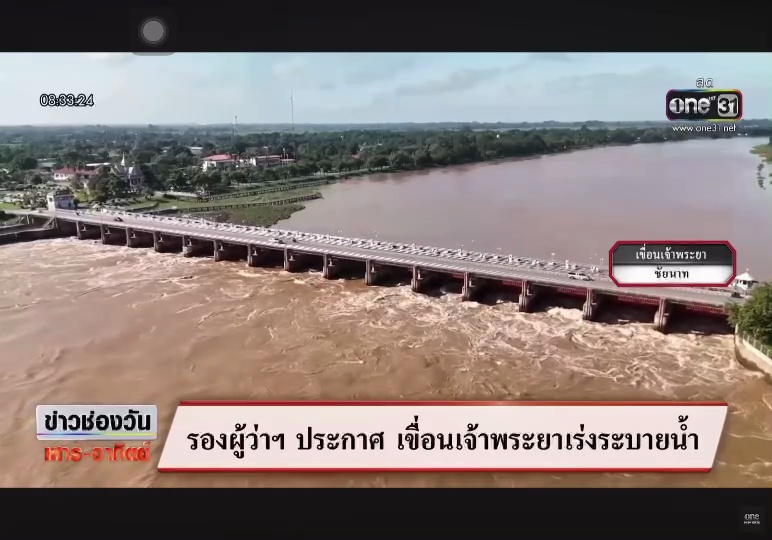 08:33:24
สด
one HD 31
www.one31.net
เขื่อนเจ้าพระยา
ชัยนาท
ข่าวช่องวัน
เสาร์-อาทิตย์
รองผู้ว่าฯ ประกาศ เขื่อนเจ้าพระยาเร่งระบายน้ำ
one
NEWS